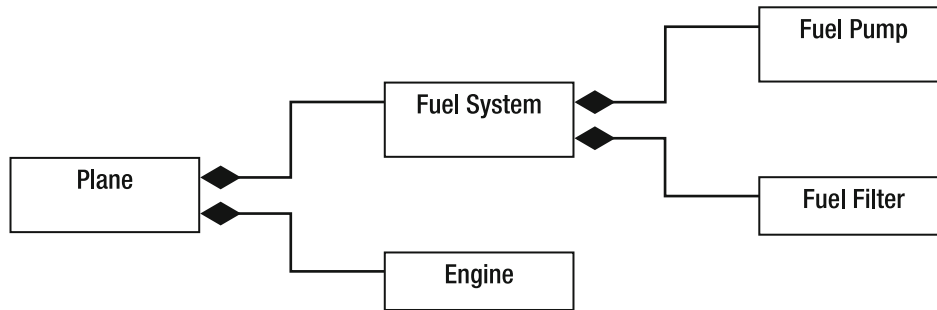 Fuel Pump
Fuel System
Plane
Fuel Filter
Engine